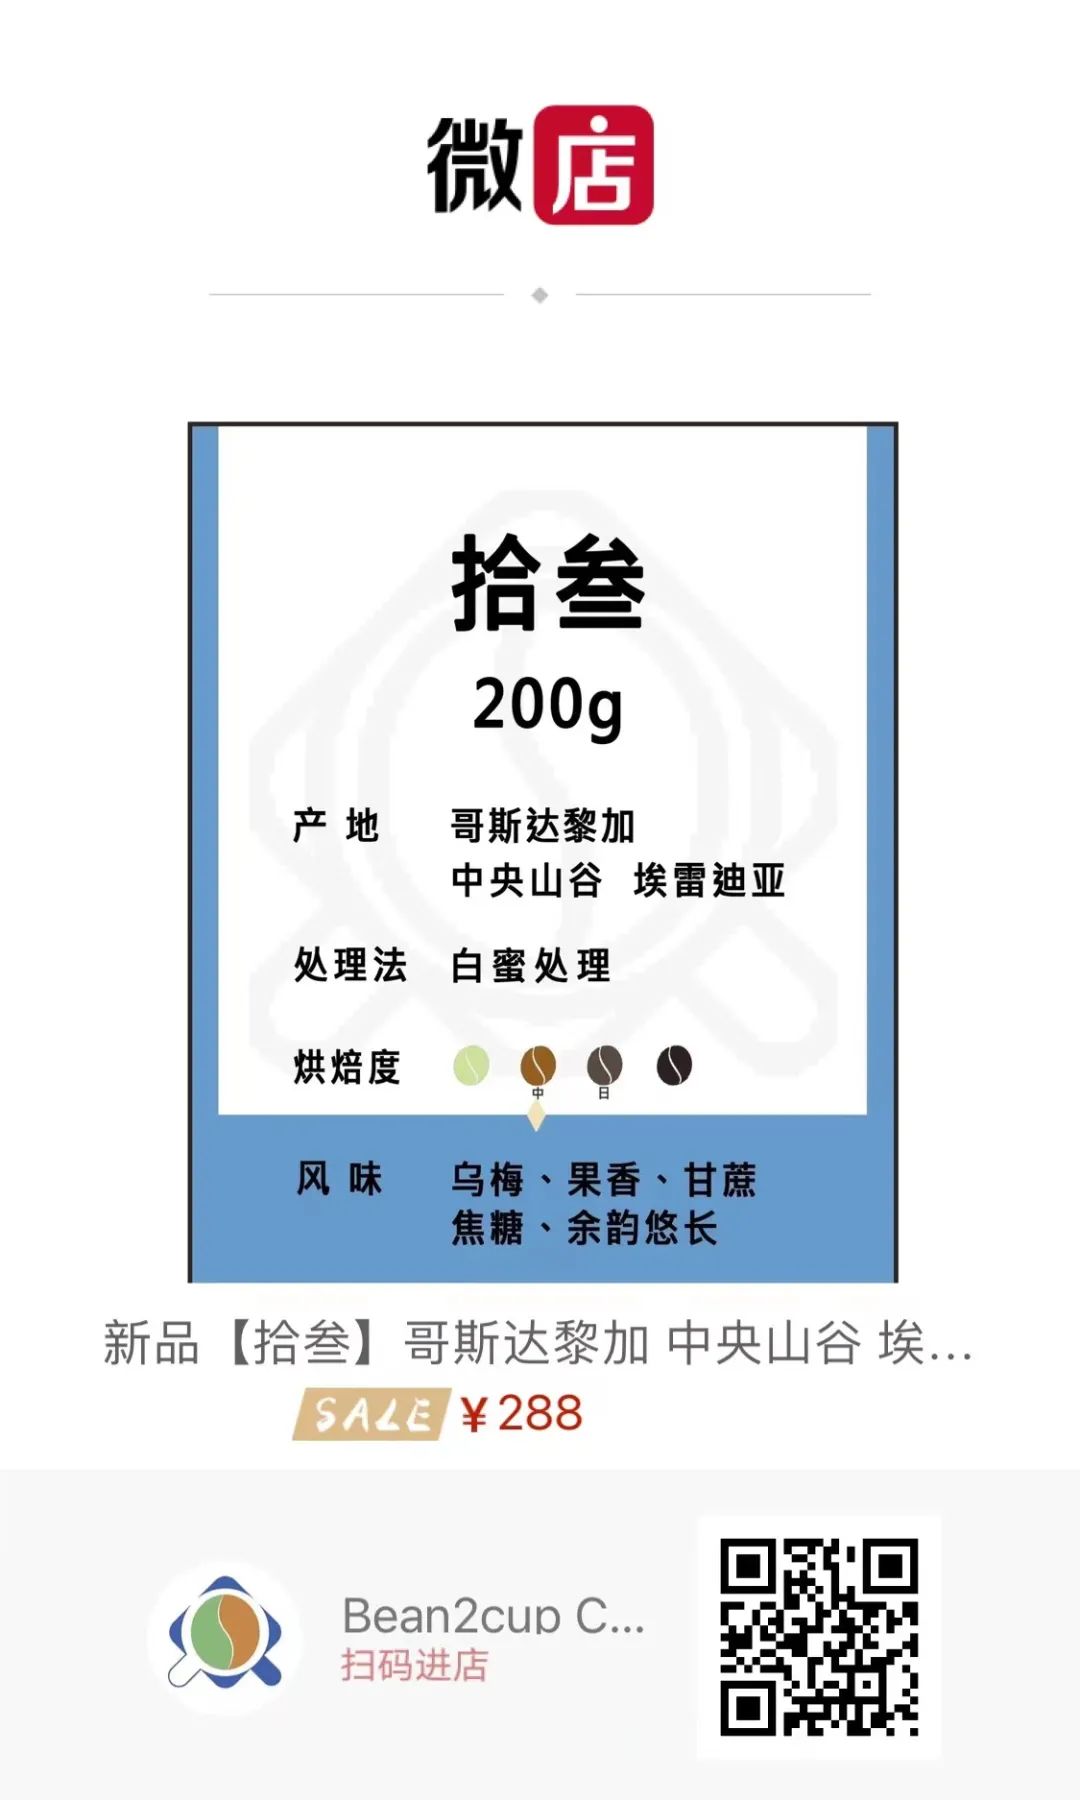 微店
拾叁
200g
产地 哥斯达黎加
中央山谷 埃雷迪亚
处理法 白蜜处理
烘焙度
中 日
风味 乌梅、果香、甘蔗
焦糖、余韵悠长
新品【拾叁】哥斯达黎加 中央山谷 埃...
SALE ¥288
Bean2cup C...
扫码进店